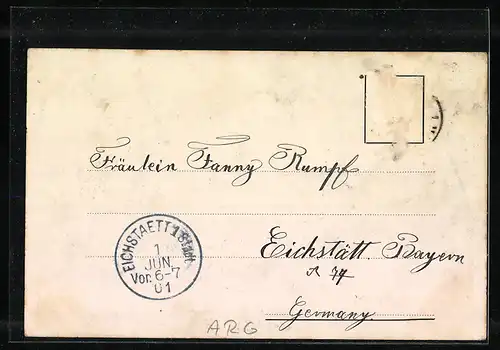 Fräulein Fanny Rumpf
Eichstätt. Bayern
Germany
EICHSTAETT 1 Stadt.
1
JUN.
Vor. 6-7
01
ARG